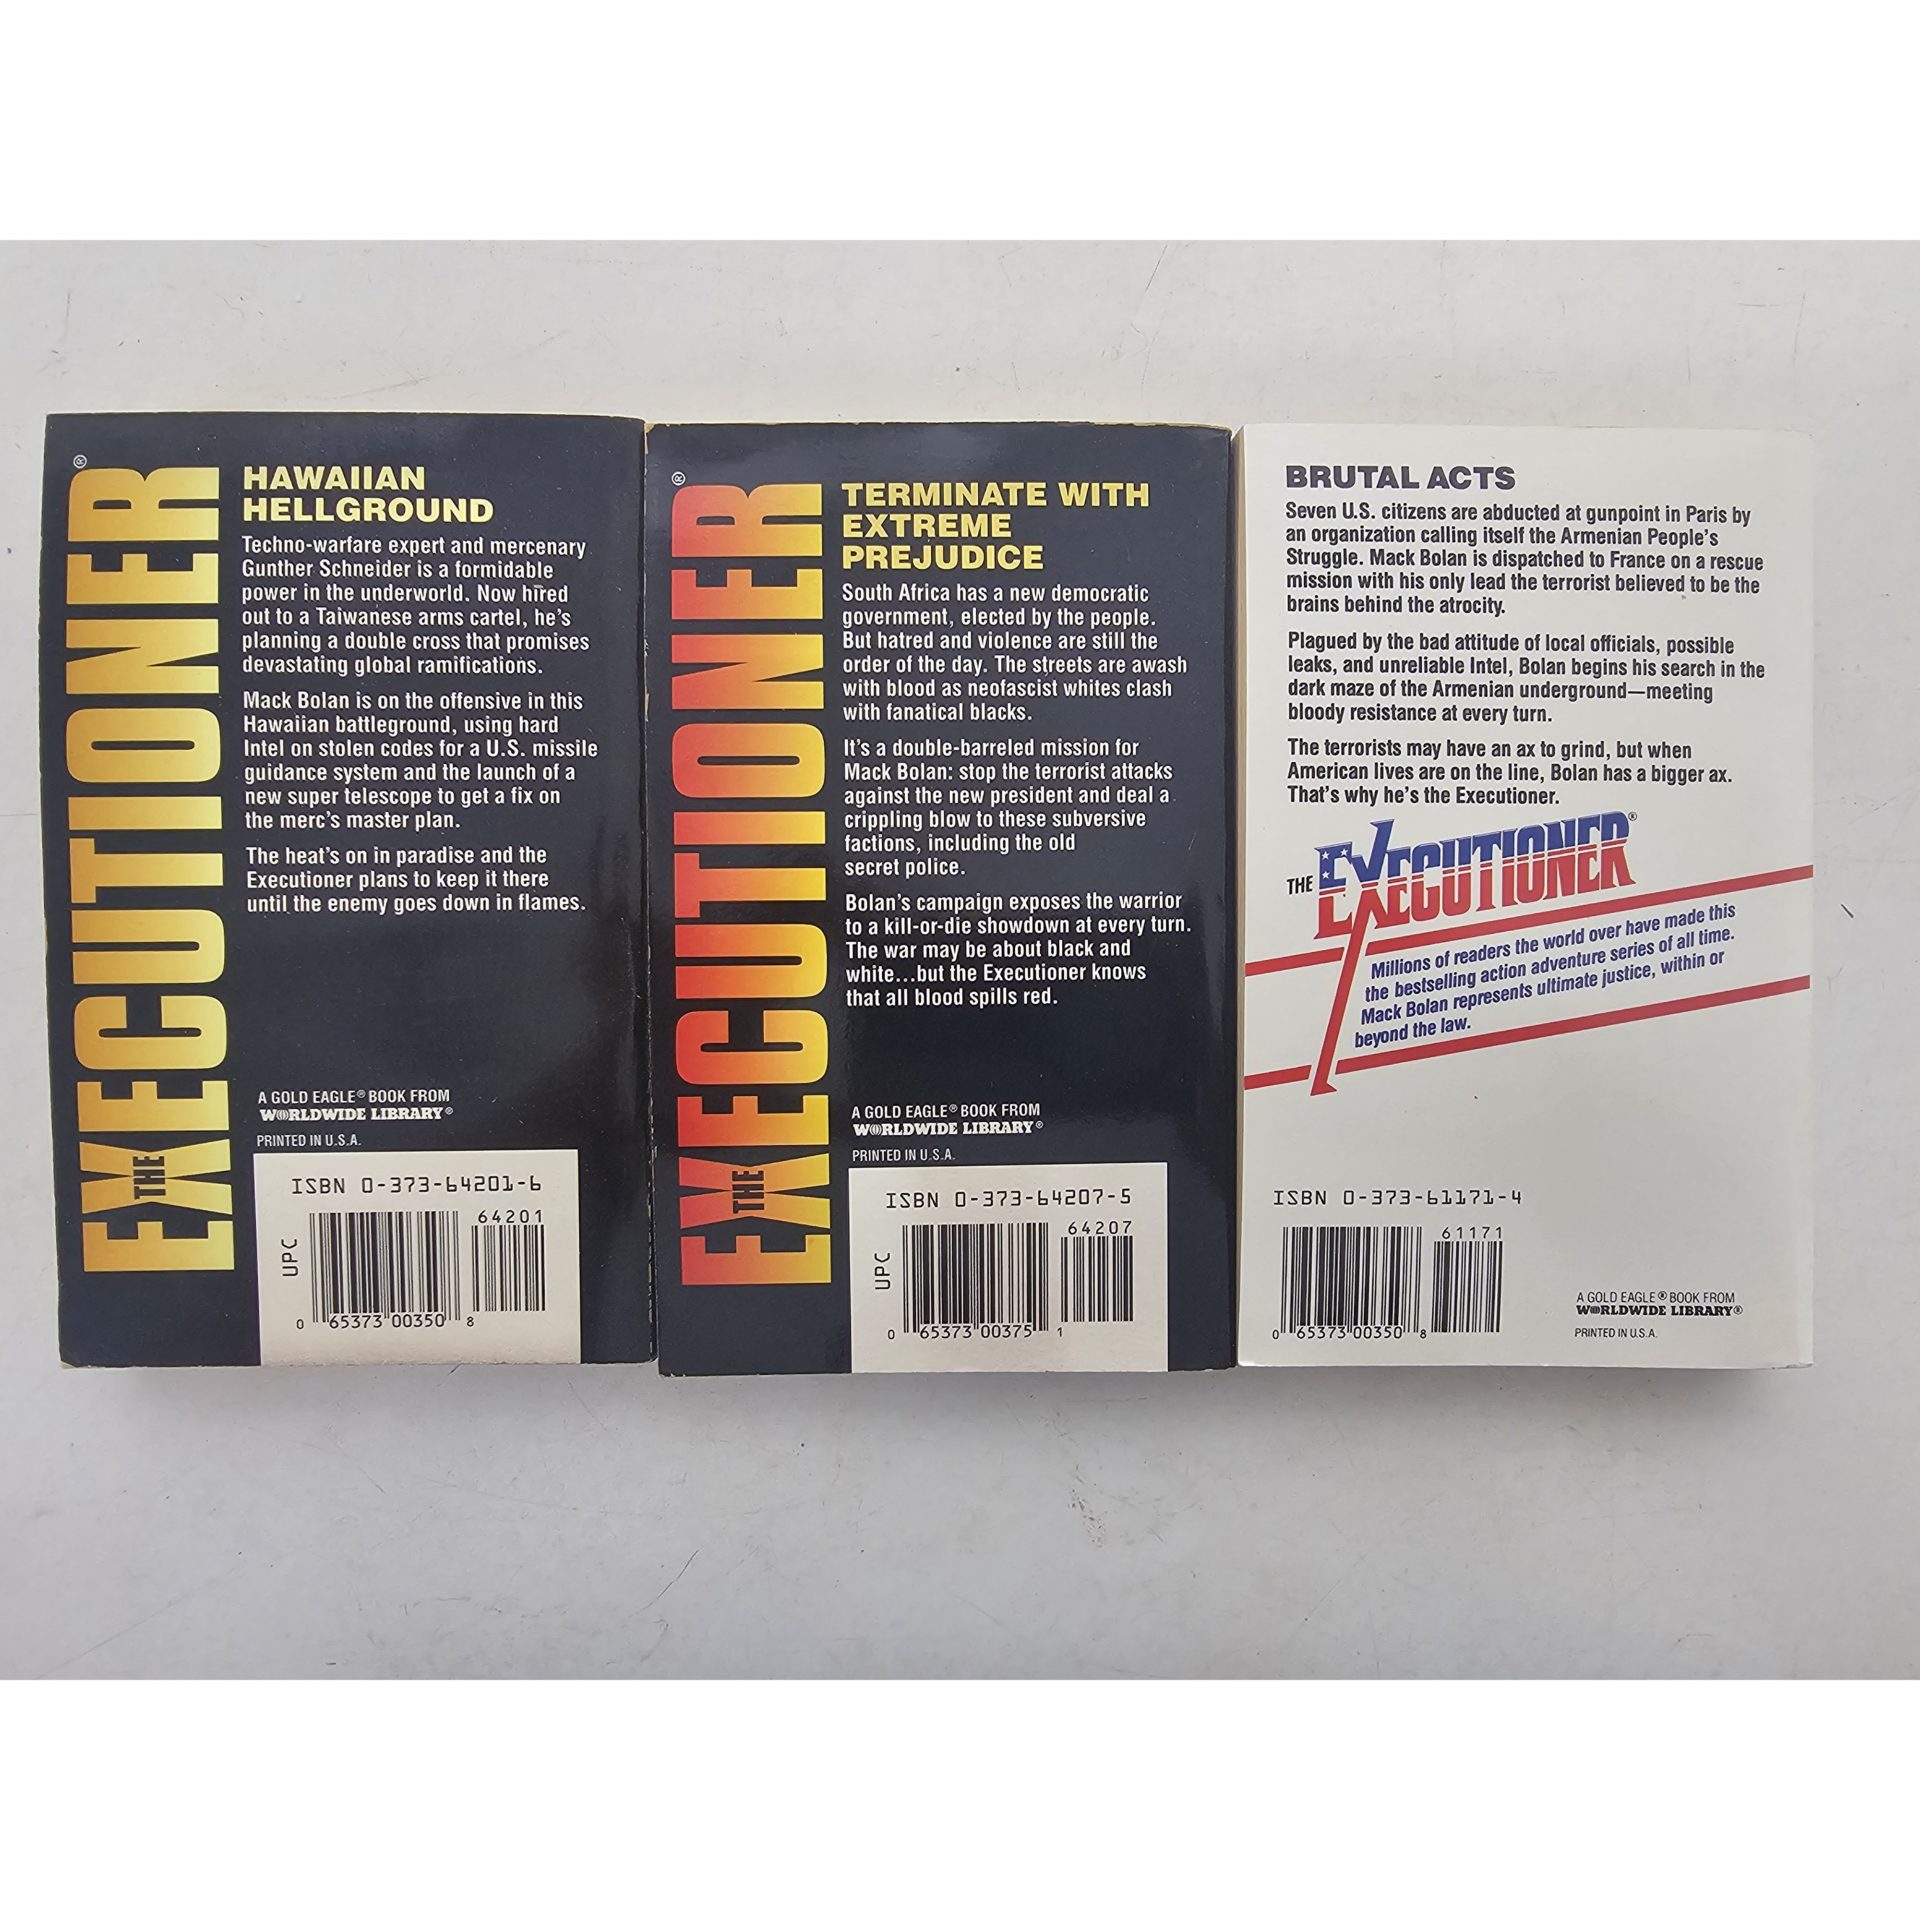 THE EXECUTIONER®
HAWAIIAN
HELLGROUND
Techno-warfare expert and mercenary
Gunther Schneider is a formidable
power in the underworld. Now hired
out to a Taiwanese arms cartel, he's
planning a double cross that promises
devastating global ramifications.
Mack Bolan is on the offensive in this
Hawaiian battleground, using hard
Intel on stolen codes for a U.S. missile
guidance system and the launch of a
new super telescope to get a fix on
the merc's master plan.
The heat's on in paradise and the
Executioner plans to keep it there
until the enemy goes down in flames.
A GOLD EAGLE® BOOK FROM
WORLDWIDE LIBRARY®
PRINTED IN U.S.A.
ISBN 0-373-64201-6
64201
UPC
0 65373 00350 8
THE EXECUTIONER®
TERMINATE WITH
EXTREME
PREJUDICE
South Africa has a new democratic
government, elected by the people.
But hatred and violence are still the
order of the day. The streets are awash
with blood as neofascist whites clash
with fanatical blacks.
It's a double-barreled mission for
Mack Bolan: stop the terrorist attacks
against the new president and deal a
crippling blow to these subversive
factions, including the old
secret police.
Bolan's campaign exposes the warrior
to a kill-or-die showdown at every turn.
The war may be about black and
white...but the Executioner knows
that all blood spills red.
A GOLD EAGLE® BOOK FROM
WORLDWIDE LIBRARY®
PRINTED IN U.S.A.
ISBN 0-373-64207-5
64207
UPC
0 65373 00375 1
BRUTAL ACTS
Seven U.S. citizens are abducted at gunpoint in Paris by
an organization calling itself the Armenian People's
Struggle. Mack Bolan is dispatched to France on a rescue
mission with his only lead the terrorist believed to be the
brains behind the atrocity.
Plagued by the bad attitude of local officials, possible
leaks, and unreliable Intel, Bolan begins his search in the
dark maze of the Armenian underground—meeting
bloody resistance at every turn.
The terrorists may have an ax to grind, but when
American lives are on the line, Bolan has a bigger ax.
That's why he's the Executioner.
THE EXECUTIONER®
Millions of readers the world over have made this
the bestselling action adventure series of all time.
Mack Bolan represents ultimate justice, within or
beyond the law.
ISBN 0-373-61171-4
61171
0 65373 00350 8
A GOLD EAGLE® BOOK FROM
WORLDWIDE LIBRARY®
PRINTED IN U.S.A.